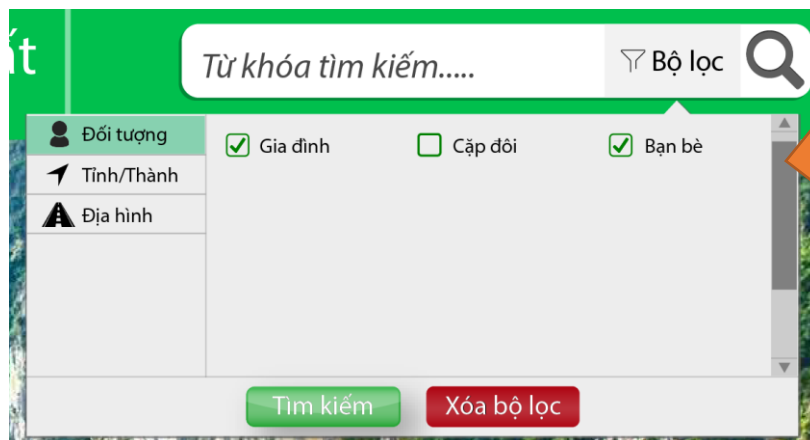 ất
Từ khóa tìm kiếm.....
Bộ lọc
Đối tượng
Tỉnh/Thành
Địa hình
Gia đình
Cặp đôi
Bạn bè
Tìm kiếm
Xóa bộ lọc